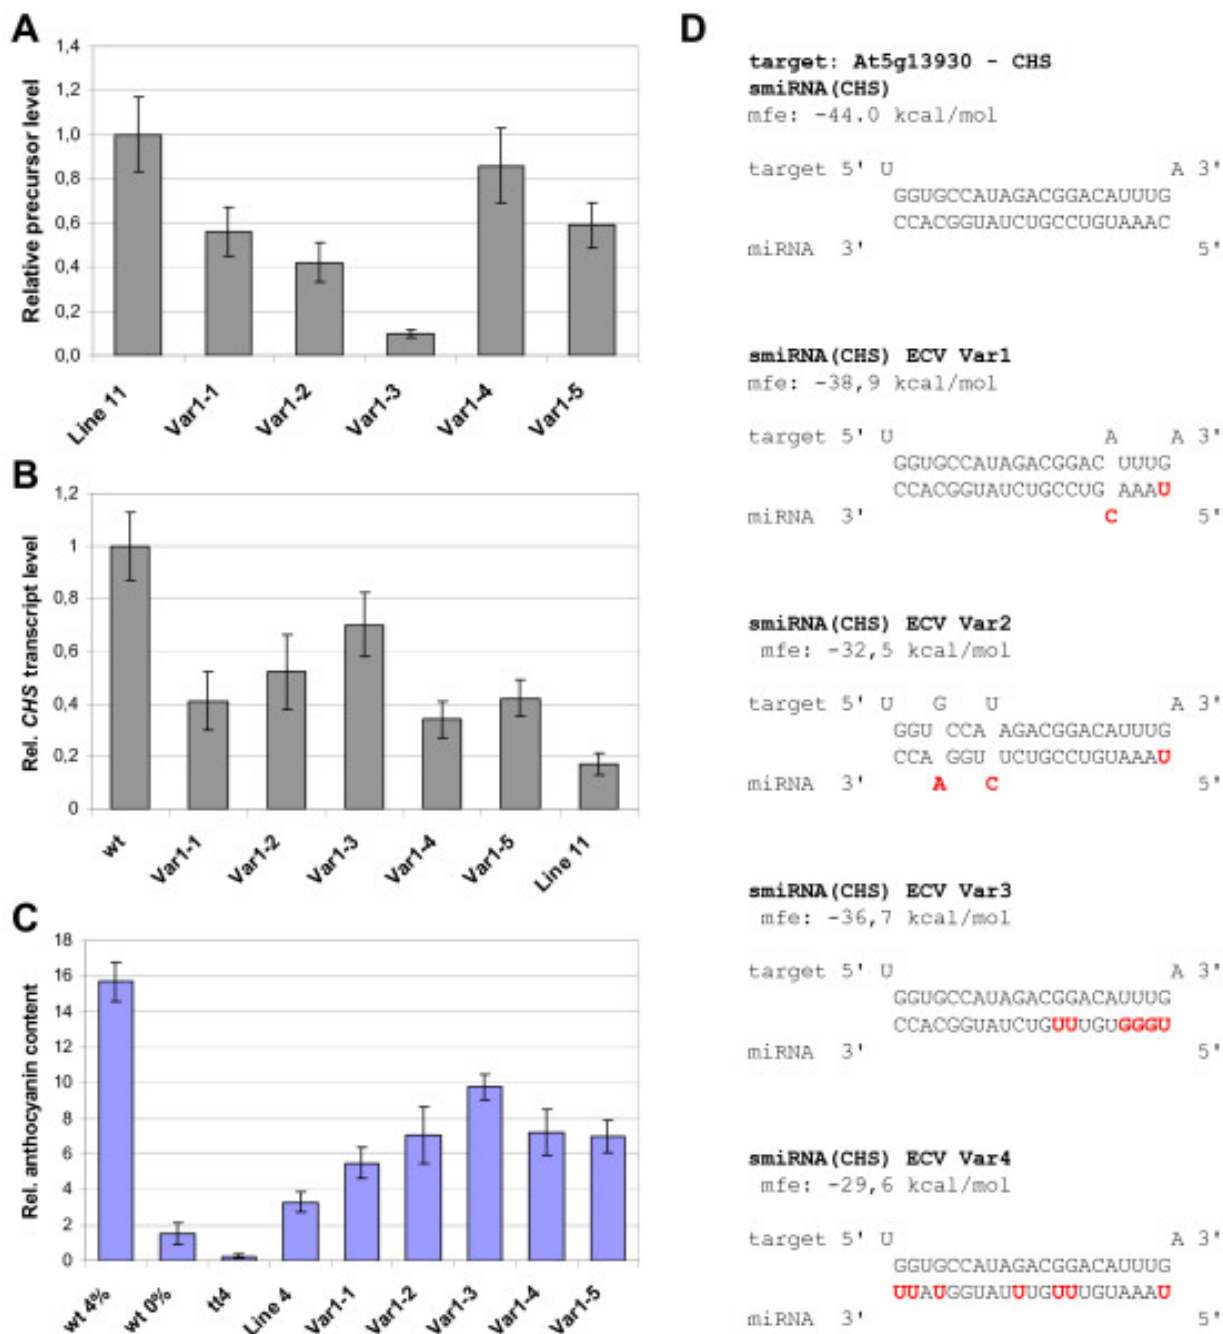 A
Relative precursor level
1,4
1,2
1,0
0,8
0,6
0,4
0,2
0,0
Line 11
Var1-1
Var1-2
Var1-3
Var1-4
Var1-5
B
Rel. CHS transcript level
1,2
1
0,8
0,6
0,4
0,2
0
wt
Var1-1
Var1-2
Var1-3
Var1-4
Var1-5
Line 11
C
Rel. anthocyanin content
18
16
14
12
10
8
6
4
2
0
wt 4%
wt 0%
tt4
Line 4
Var1-1
Var1-2
Var1-3
Var1-4
Var1-5
D
target: At5g13930 - CHS
smiRNA(CHS)
mfe: -44.0 kcal/mol
target 5' U A 3'
GGUGCCAUAGACGGACAUUUG
CCACGGUAUCUGCCUGUAAAC
miRNA 3' 5'
smiRNA(CHS) ECV Var1
mfe: -38,9 kcal/mol
target 5' U A A 3'
GGUGCCAUAGACGGAC UUUG
CCACGGUAUCUGCCUG AAAU
C
miRNA 3' 5'
smiRNA(CHS) ECV Var2
mfe: -32,5 kcal/mol
target 5' U G U A 3'
GGU CCA AGACGGACAUUUG
CCA GGU UCUGCCUGUAAAU
miRNA 3' A C 5'
smiRNA(CHS) ECV Var3
mfe: -36,7 kcal/mol
target 5' U A 3'
GGUGCCAUAGACGGACAUUUG
CCACGGUAUCUGUUUGUGGGU
miRNA 3' 5'
smiRNA(CHS) ECV Var4
mfe: -29,6 kcal/mol
target 5' U A 3'
GGUGCCAUAGACGGACAUUUG
UUAUGGUAUUUGUUUGUAAAU
miRNA 3' 5'